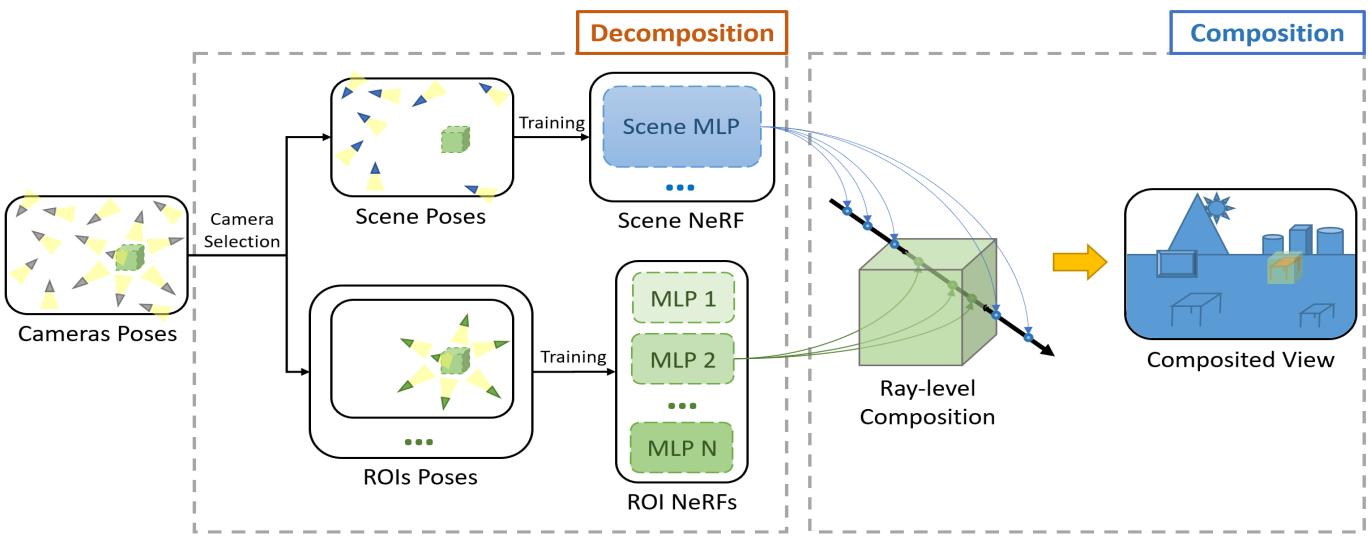 Decomposition
Composition
Cameras Poses
Camera
Selection
Scene Poses
Training
Scene MLP
Scene NeRF
ROIs Poses
Training
MLP 1
MLP 2
MLP N
ROI NeRFs
Ray-level
Composition
Composited View